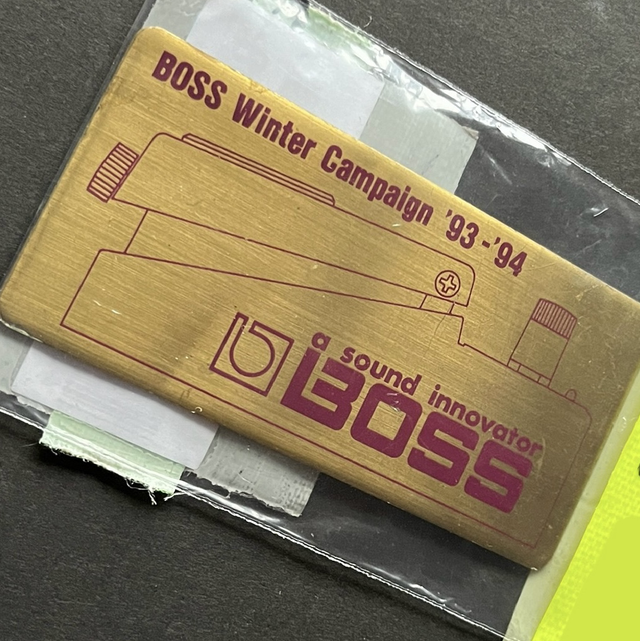 BOSS Winter Campaign '93-'94
a sound innovator
BOSS